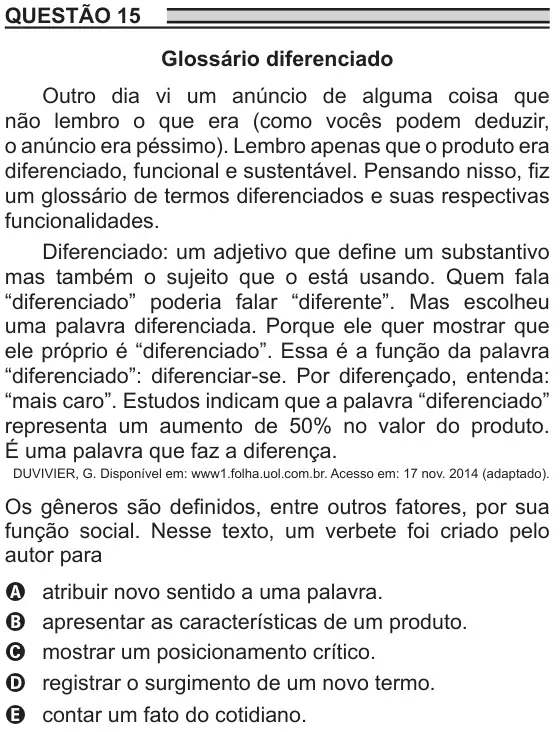 QUESTÃO 15
Glossário diferenciado
Outro dia vi um anúncio de alguma coisa que
não lembro o que era (como vocês podem deduzir,
o anúncio era péssimo). Lembro apenas que o produto era
diferenciado, funcional e sustentável. Pensando nisso, fiz
um glossário de termos diferenciados e suas respectivas
funcionalidades.
Diferenciado: um adjetivo que define um substantivo
mas também o sujeito que o está usando. Quem fala
“diferenciado” poderia falar “diferente”. Mas escolheu
uma palavra diferenciada. Porque ele quer mostrar que
ele próprio é “diferenciado”. Essa é a função da palavra
“diferenciado”: diferenciar-se. Por diferençado, entenda:
“mais caro”. Estudos indicam que a palavra “diferenciado”
representa um aumento de 50% no valor do produto.
É uma palavra que faz a diferença.
DUVIVIER, G. Disponível em: www1.folha.uol.com.br. Acesso em: 17 nov. 2014 (adaptado).
Os gêneros são definidos, entre outros fatores, por sua
função social. Nesse texto, um verbete foi criado pelo
autor para
A atribuir novo sentido a uma palavra.
B apresentar as características de um produto.
C mostrar um posicionamento crítico.
D registrar o surgimento de um novo termo.
E contar um fato do cotidiano.